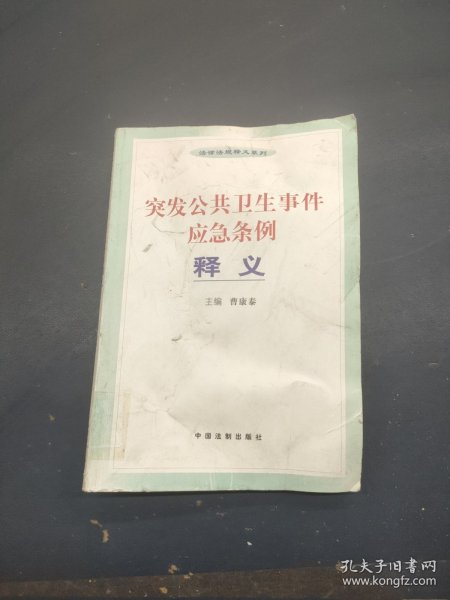 法律法规释义系列
突发公共卫生事件
应急条例
释义
主编 曹康泰
中国法制出版社
孔夫子旧书网
www.kongfz.com